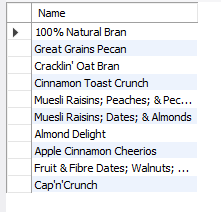 Name
100% Natural Bran
Great Grains Pecan
Cracklin' Oat Bran
Cinnamon Toast Crunch
Muesli Raisins; Peaches; & Pec...
Muesli Raisins; Dates; & Almonds
Almond Delight
Apple Cinnamon Cheerios
Fruit & Fibre Dates; Walnuts; ...
Cap'n'Crunch